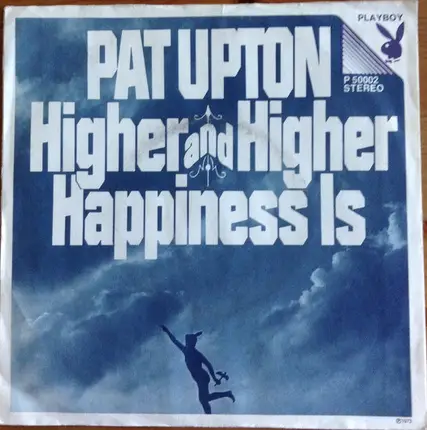 PLAYBOY
P 50002
STEREO
PAT UPTON
Higher and Higher
Happiness Is